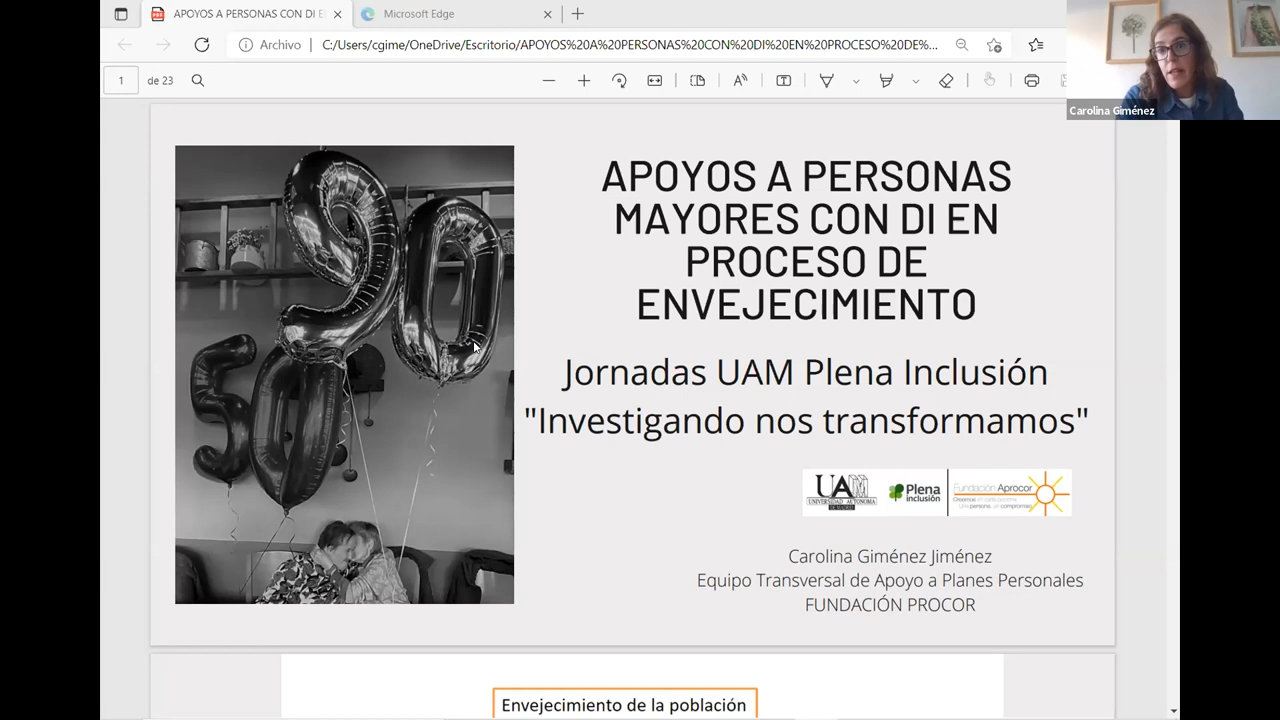 APOYOS A PERSONAS CON DI E
Microsoft Edge
Archivo
C:/Users/cgime/OneDrive/Escritorio/APOYOS%20A%20PERSONAS%20CON%20DI%20EN%20PROCESO%20DE%...
1
de 23
Carolina Giménez
90
50
APOYOS A PERSONAS
MAYORES CON DI EN
PROCESO DE
ENVEJECIMIENTO
Jornadas UAM Plena Inclusión
"Investigando nos transformamos"
UAM
UNIVERSIDAD AUTONOMA
DE MADRID
Plena
inclusión
Fundación Aprocor
Carolina Giménez Jiménez
Equipo Transversal de Apoyo a Planes Personales
FUNDACIÓN PROCOR
Envejecimiento de la población